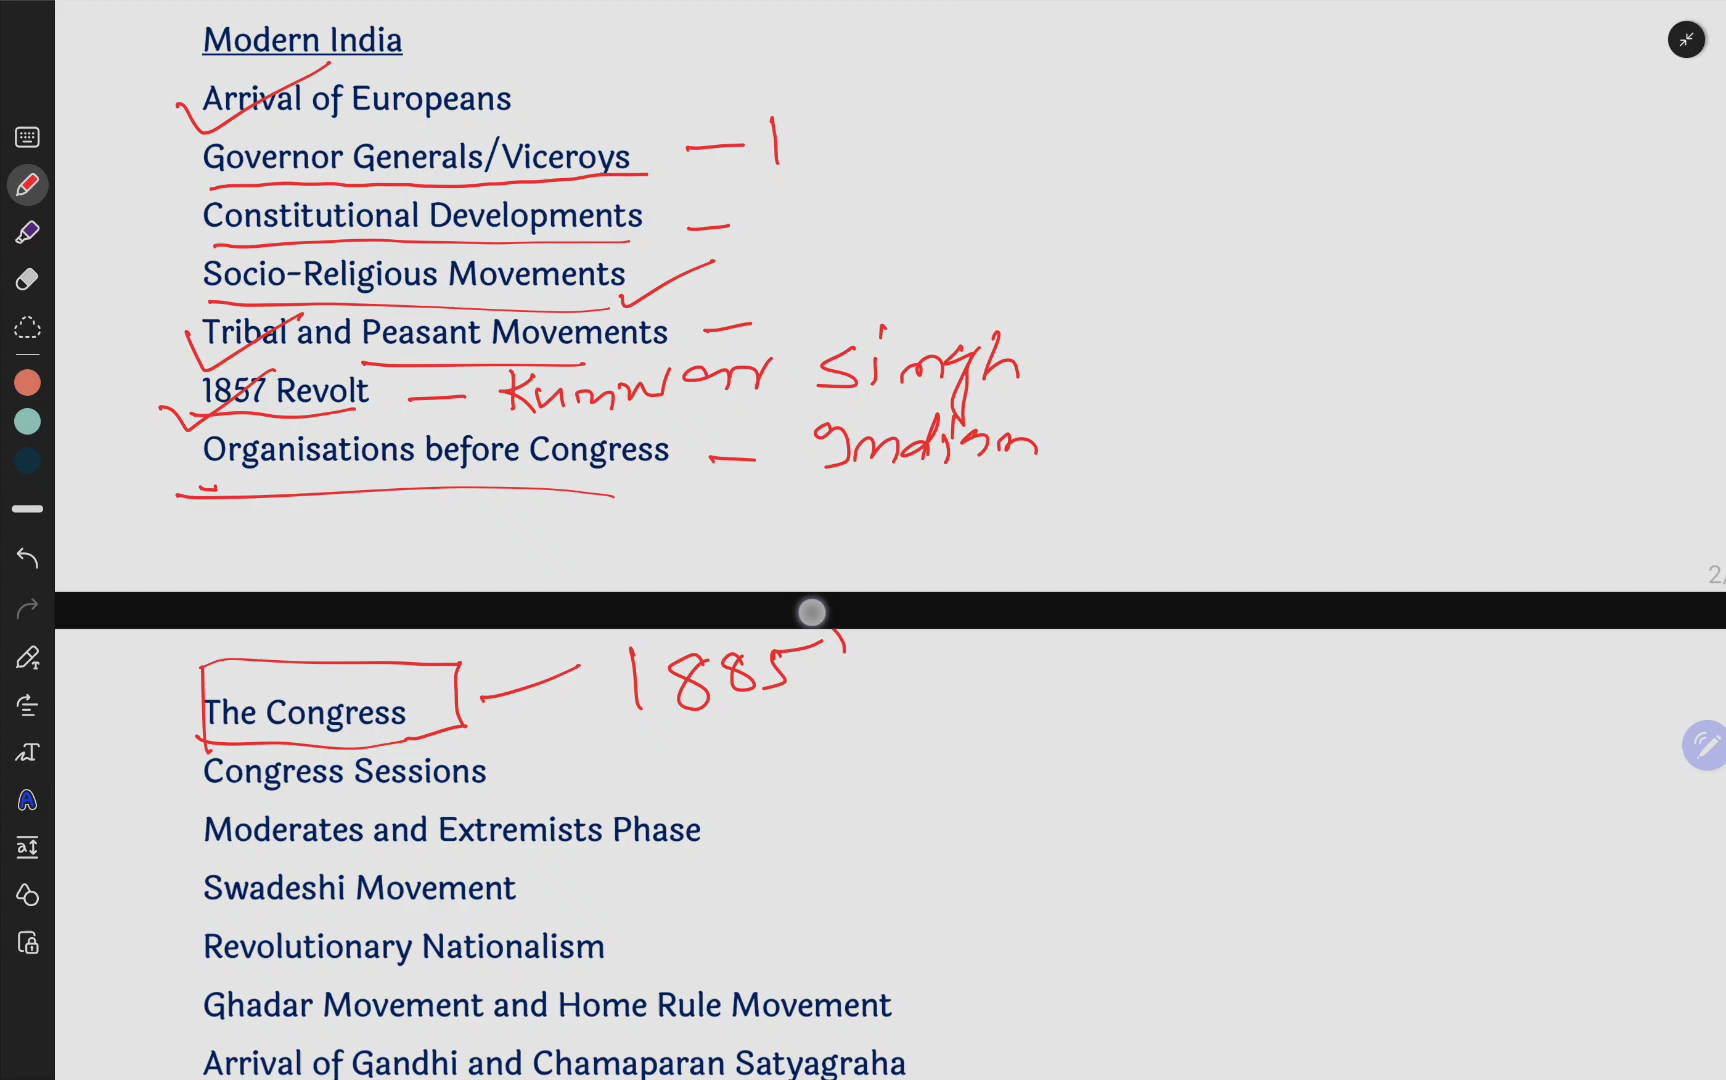 Modern India
Arrival of Europeans
Governor Generals/Viceroys — 1
Constitutional Developments —
Socio-Religious Movements
Tribal and Peasant Movements —
1857 Revolt — Kunwar Singh
Organisations before Congress — Indian
2/
The Congress — 1885
Congress Sessions
Moderates and Extremists Phase
Swadeshi Movement
Revolutionary Nationalism
Ghadar Movement and Home Rule Movement
Arrival of Gandhi and Chamaparan Satyagraha